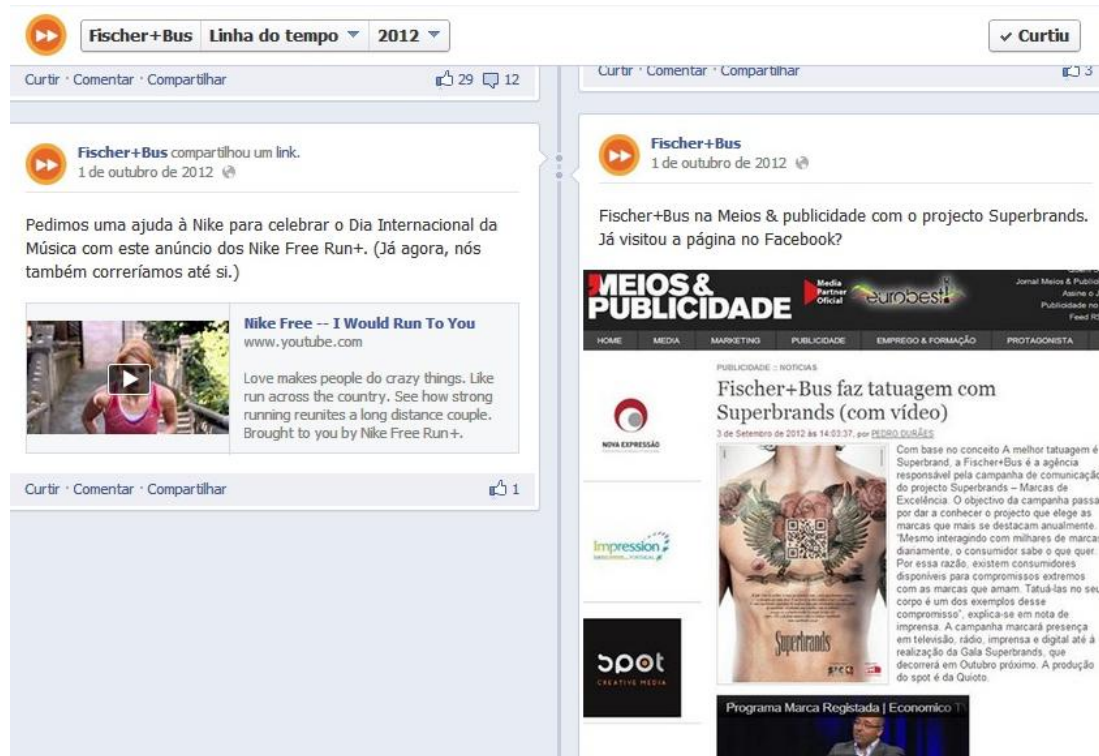 Fischer+Bus Linha do tempo 2012 Curtiu
Curtir · Comentar · Compartilhar 29 12
Fischer+Bus compartilhou um link.
1 de outubro de 2012
Pedimos uma ajuda à Nike para celebrar o Dia Internacional da
Música com este anúncio dos Nike Free Run+. (Já agora, nós
também correríamos até si.)
Nike Free -- I Would Run To You
www.youtube.com
Love makes people do crazy things. Like
run across the country. See how strong
running reunites a long distance couple.
Brought to you by Nike Free Run+.
Curtir · Comentar · Compartilhar 1
Curtir · Comentar · Compartilhar 3
Fischer+Bus
1 de outubro de 2012
Fischer+Bus na Meios & publicidade com o projecto Superbrands.
Já visitou a página no Facebook?
MEIOS&
PUBLICIDADE
Media
Partner
Oficial
eurobest
Jornal Meios & Public
Assine o J
Publicidade no
Feed RS
HOME MEDIA MARKETING PUBLICIDADE EMPREGO & FORMAÇÃO PROTAGONISTA
PUBLICIDADE :: NOTICIAS
Fischer+Bus faz tatuagem com
Superbrands (com vídeo)
3 de Setembro de 2012 às 14:03:37, por PEDRO DURÃES
NOVA EXPRESSÃO
Impression
spot
CREATIVE MEDIA
Superbrands
Com base no conceito A melhor tatuagem é
Superbrand, a Fischer+Bus é a agência
responsável pela campanha de comunicação
do projecto Superbrands – Marcas de
Excelência. O objectivo da campanha passa
por dar a conhecer o projecto que elege as
marcas que mais se destacam anualmente.
"Mesmo interagindo com milhares de marcas
diariamente, o consumidor sabe o que quer.
Por essa razão, existem consumidores
disponíveis para compromissos extremos
com as marcas que amam. Tatuá-las no seu
corpo é um dos exemplos desse
compromisso", explica-se em nota de
imprensa. A campanha marcará presença
em televisão, rádio, imprensa e digital até à
realização da Gala Superbrands, que
decorrerá em Outubro próximo. A produção
do spot é da Quioto.
Programa Marca Registada | Economico T